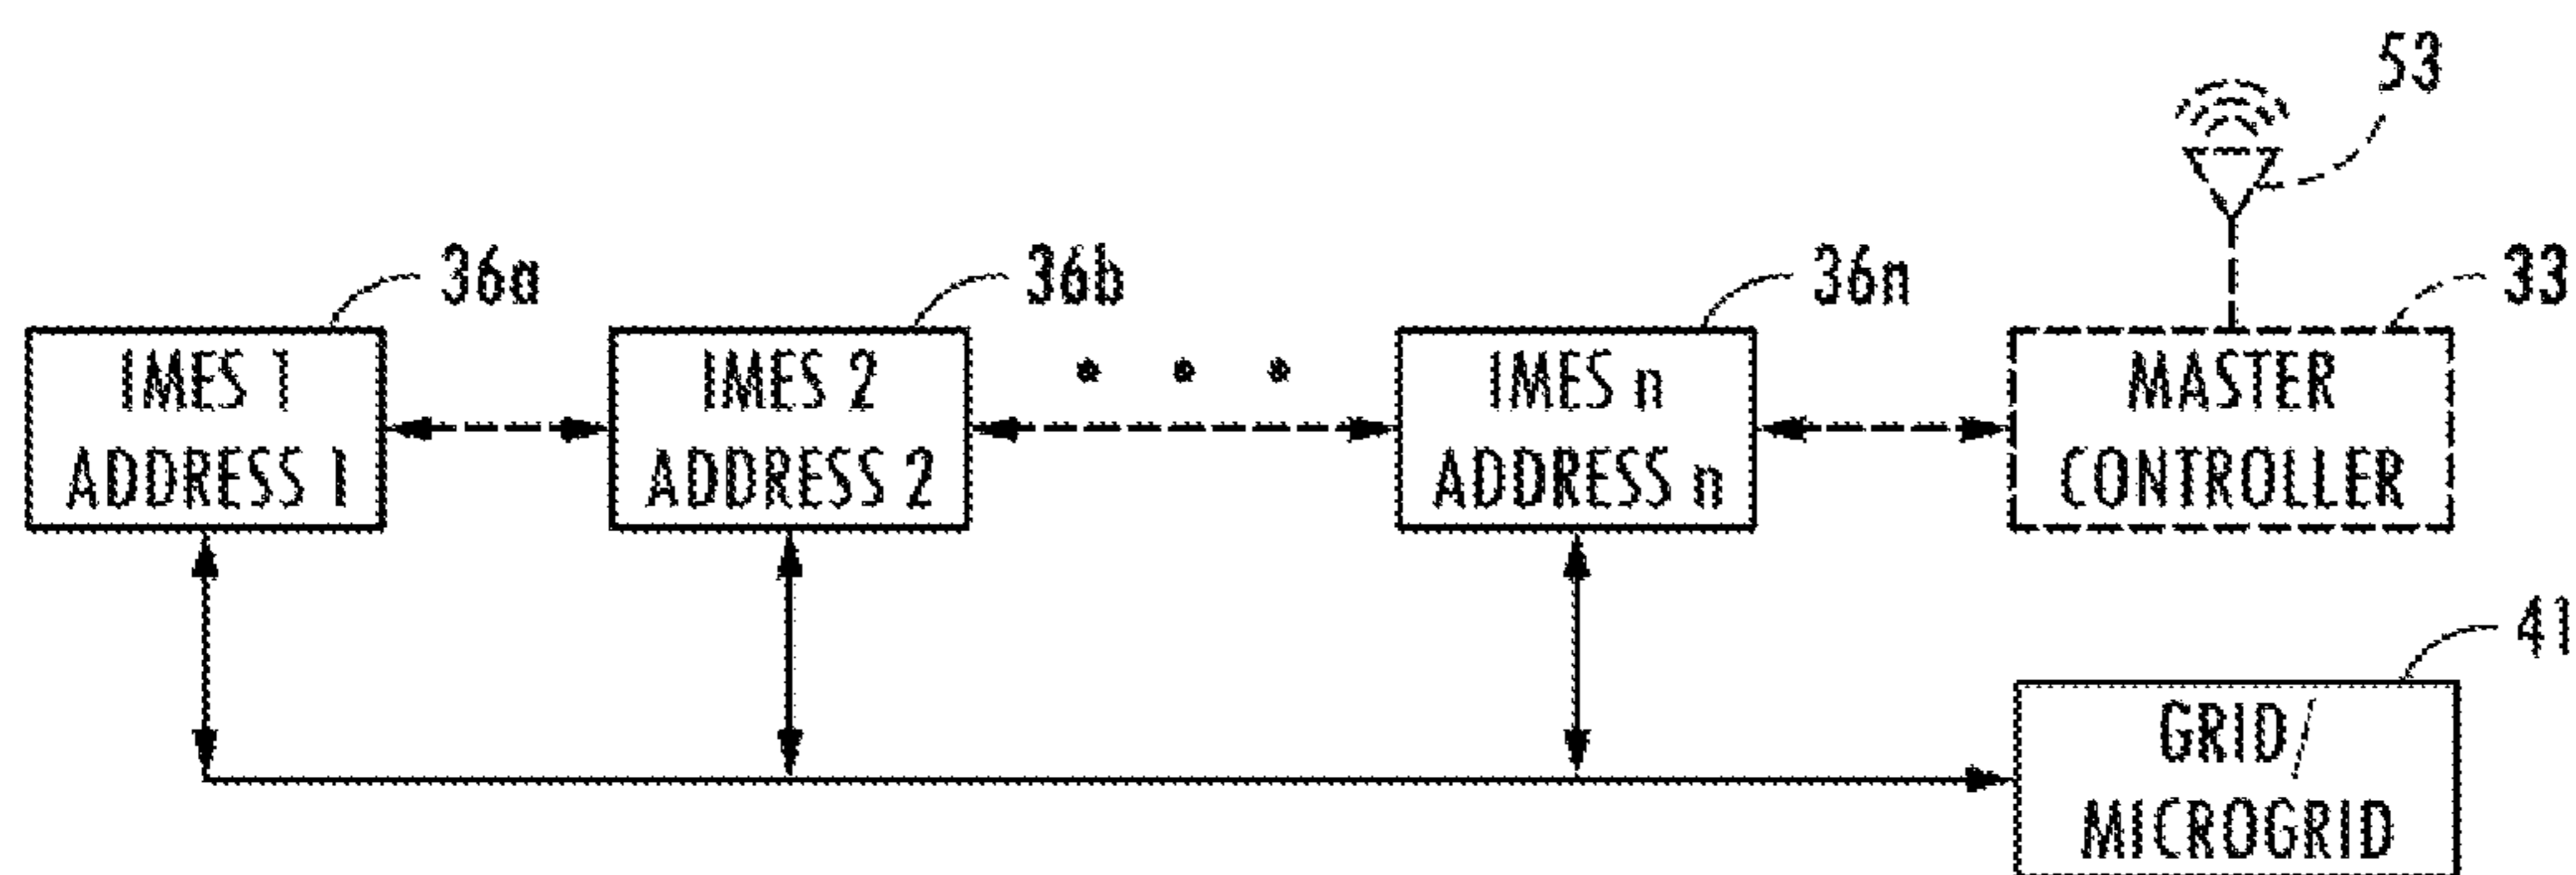 53
36a
36b
36n
33
IMES 1
ADDRESS 1
IMES 2
ADDRESS 2
IMES n
ADDRESS n
MASTER
CONTROLLER
41
GRID/
MICROGRID